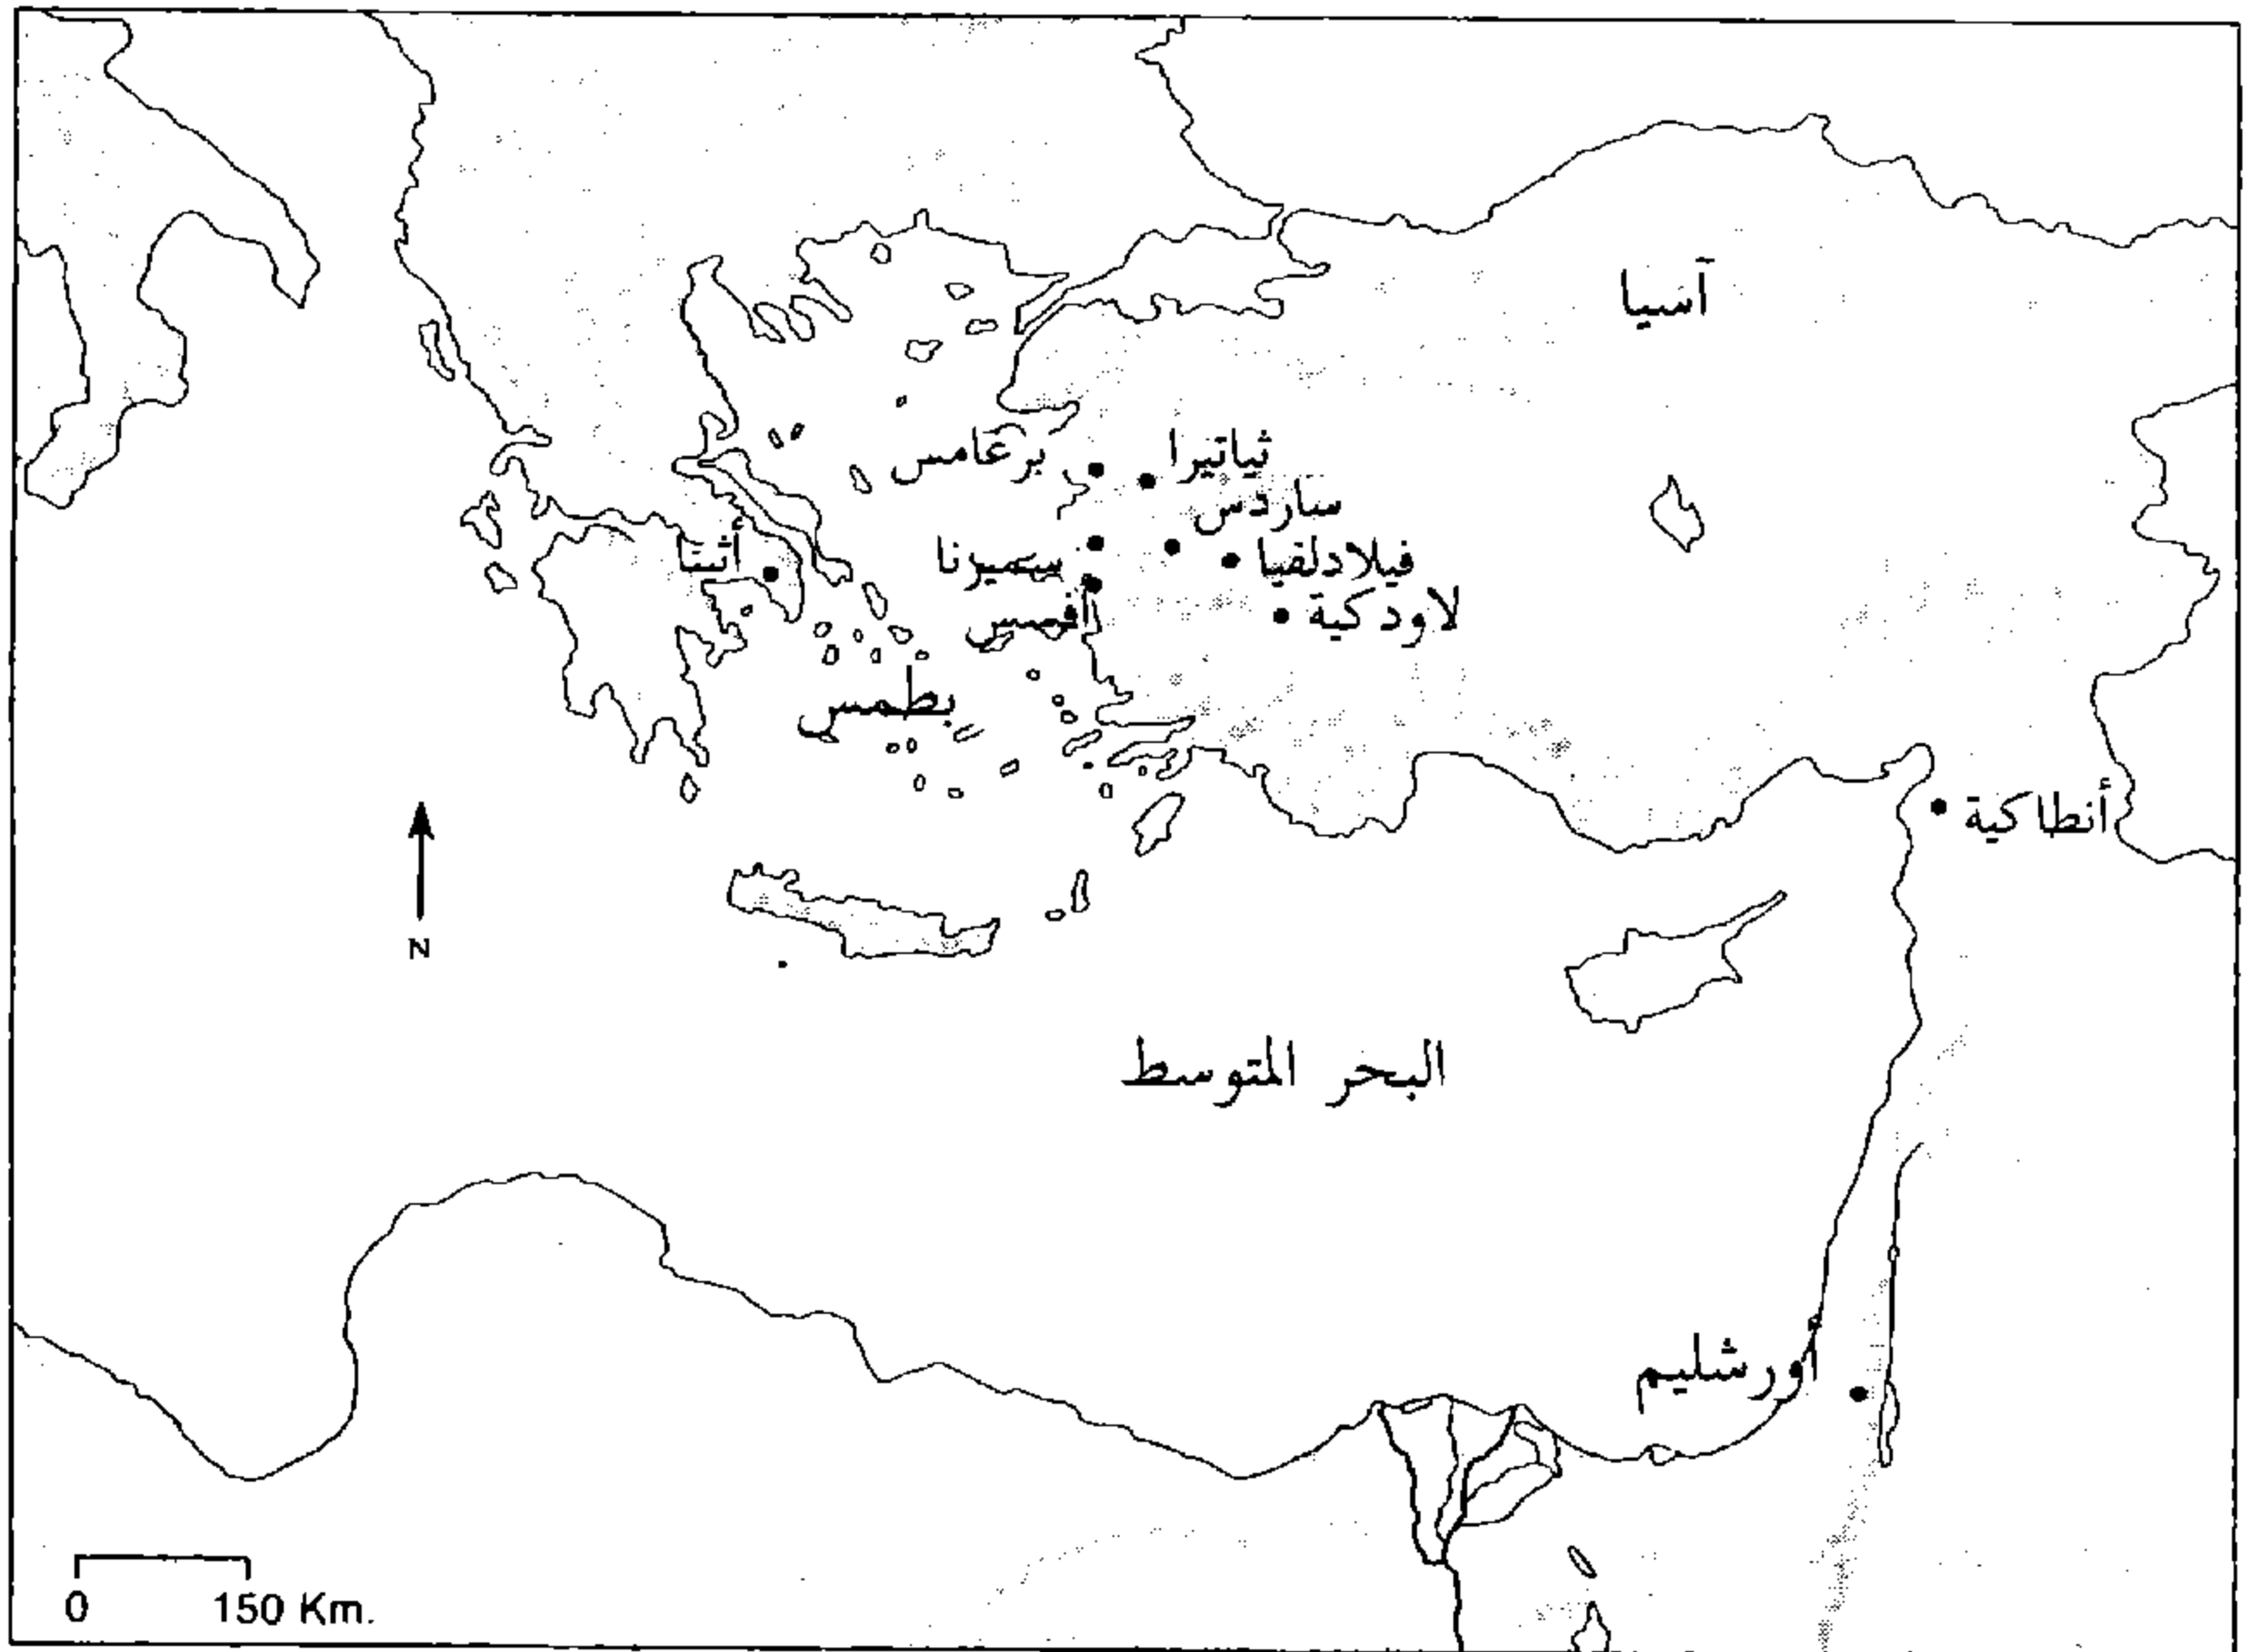 آسيا
برغامس
ثياتيرا
ساردس
سميرنا
فيلادلفيا
أفسس
لاودكية
أثينا
بطمس
أنطاكية
N
البحر المتوسط
أورشليم
0 150 Km.